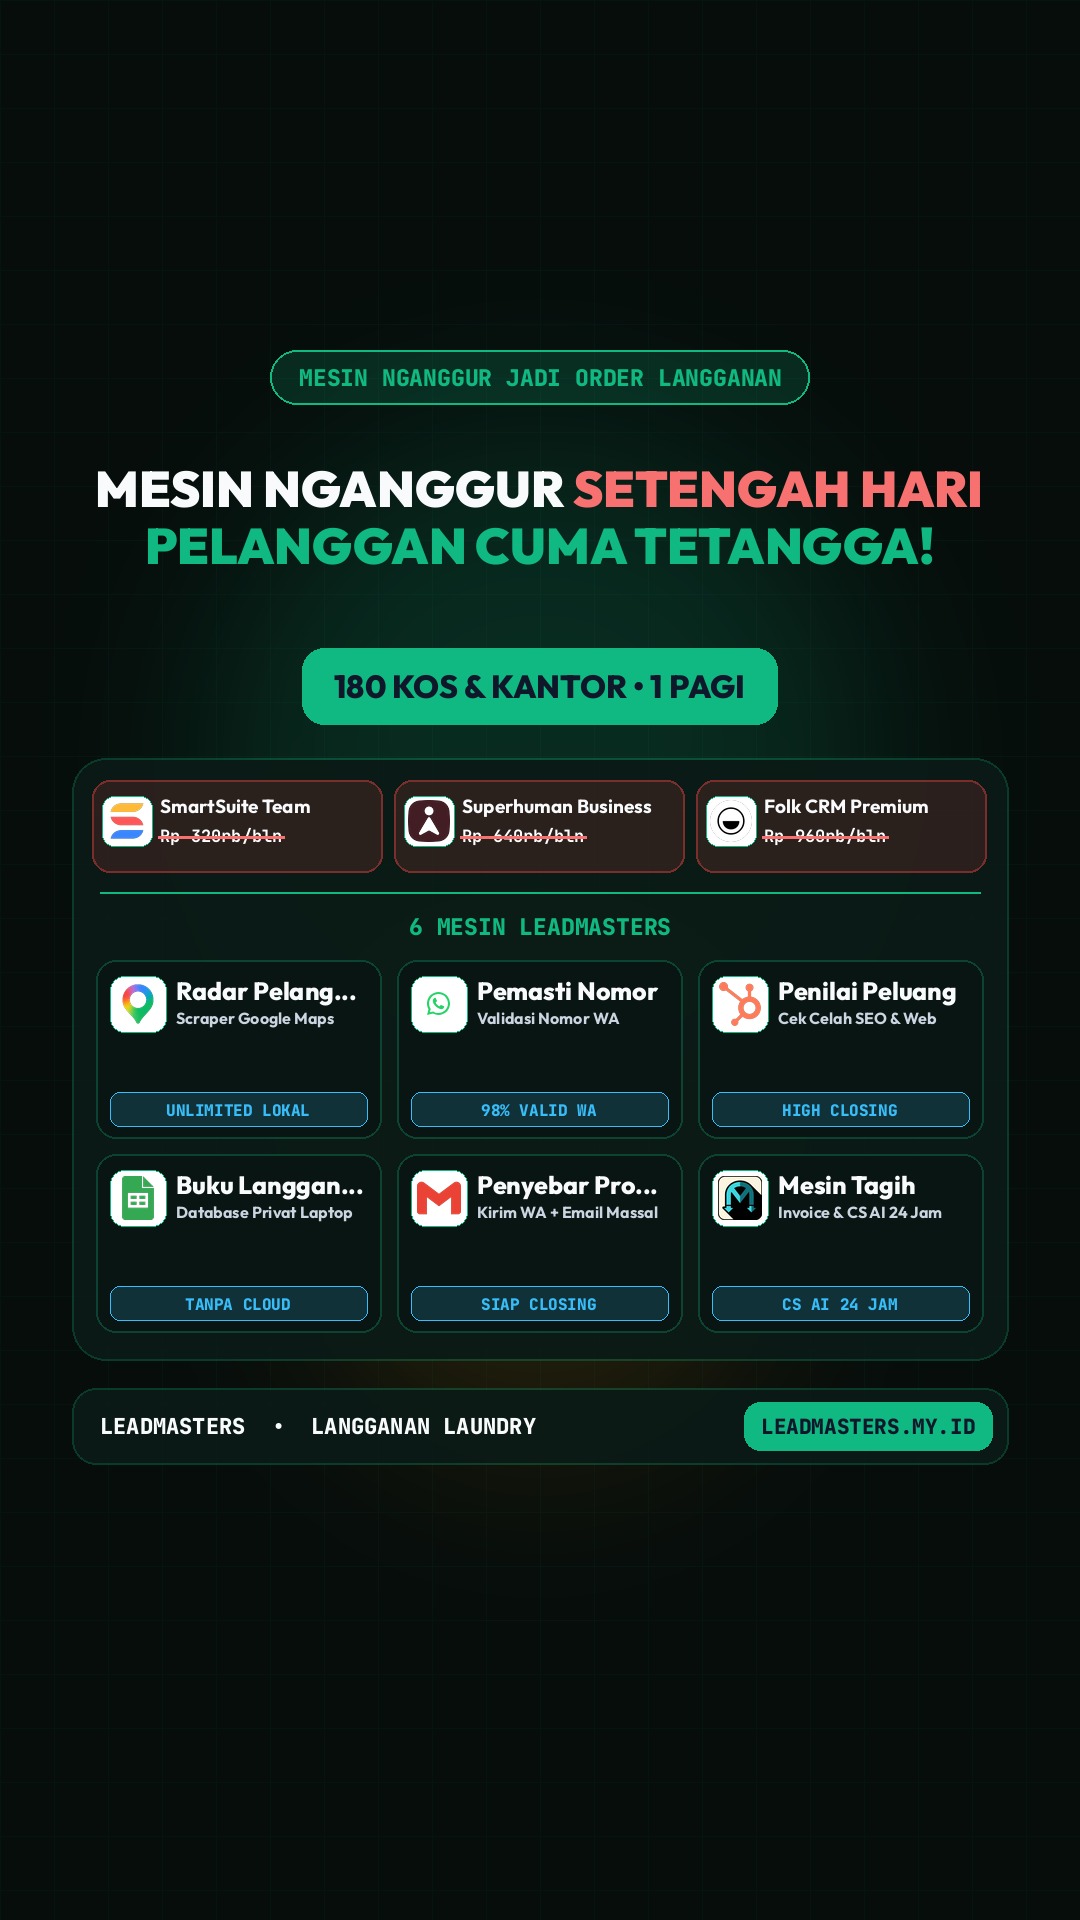 MESIN NGANGGUR JADI ORDER LANGGANAN
MESIN NGANGGUR SETENGAH HARI
PELANGGAN CUMA TETANGGA!
180 KOS & KANTOR • 1 PAGI
SmartSuite Team
Rp 320rb/bln
Superhuman Business
Rp 640rb/bln
Folk CRM Premium
Rp 960rb/bln
6 MESIN LEADMASTERS
Radar Pelang...
Scraper Google Maps
UNLIMITED LOKAL
Pemasti Nomor
Validasi Nomor WA
98% VALID WA
Penilai Peluang
Cek Celah SEO & Web
HIGH CLOSING
Buku Langgan...
Database Privat Laptop
TANPA CLOUD
Penyebar Pro...
Kirim WA + Email Massal
SIAP CLOSING
Mesin Tagih
Invoice & CS AI 24 Jam
CS AI 24 JAM
LEADMASTERS • LANGGANAN LAUNDRY
LEADMASTERS.MY.ID